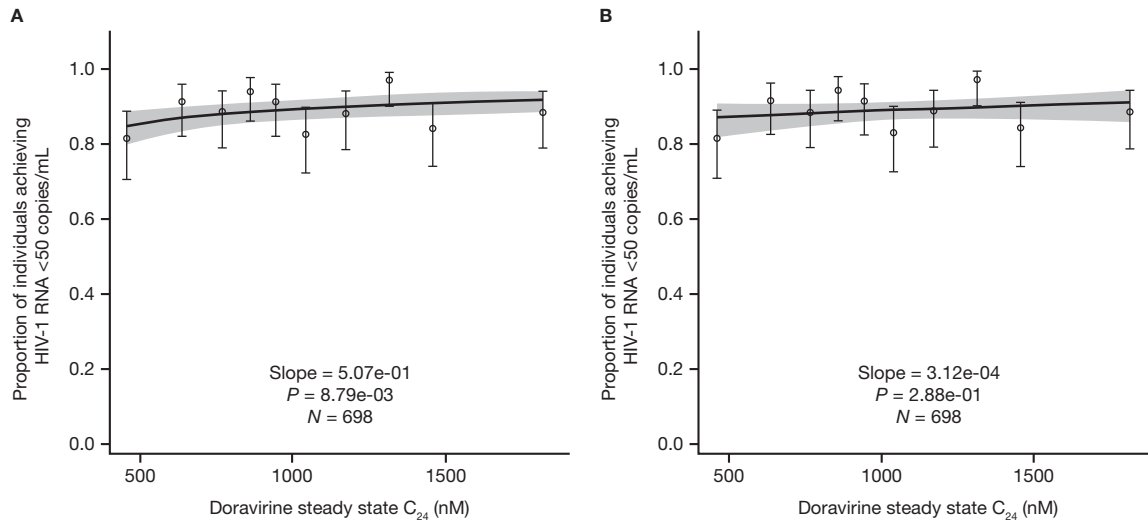 A
Proportion of individuals achieving
HIV-1 RNA <50 copies/mL
1.0
0.8
0.6
0.4
0.2
0.0
Slope = 5.07e-01
P = 8.79e-03
N = 698
500
1000
1500
Doravirine steady state C24 (nM)
B
Proportion of individuals achieving
HIV-1 RNA <50 copies/mL
1.0
0.8
0.6
0.4
0.2
0.0
Slope = 3.12e-04
P = 2.88e-01
N = 698
500
1000
1500
Doravirine steady state C24 (nM)